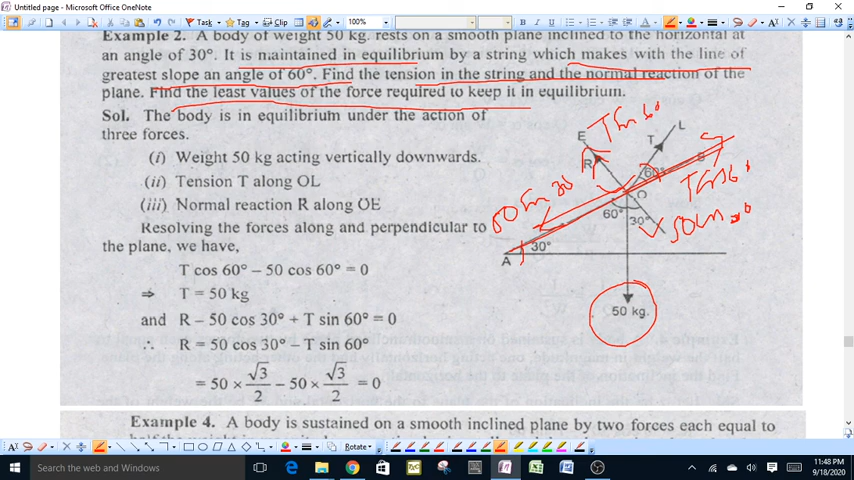 Untitled page - Microsoft Office OneNote
Task
Tag
Clip
100%
B I U
Example 2. A body of weight 50 kg. rests on a smooth plane inclined to the horizontal at
an angle of 30°. It is maintained in equilibrium by a string which makes with the line of
greatest slope an angle of 60°. Find the tension in the string and the normal reaction of the
plane. Find the least values of the force required to keep it in equilibrium.
Sol. The body is in equilibrium under the action of
three forces.
(i) Weight 50 kg acting vertically downwards.
(ii) Tension T along OL
(iii) Normal reaction R along OE
Resolving the forces along and perpendicular to
the plane, we have,
T cos 60° – 50 cos 60° = 0
⇒ T = 50 kg
and R – 50 cos 30° + T sin 60° = 0
∴ R = 50 cos 30° – T sin 60°
= 50 × √3/2 – 50 × √3/2 = 0
E
T
L
R
B
60°
O
60°
30°
A
30°
50 kg.
Example 4. A body is sustained on a smooth inclined plane by two forces each equal to
Rotate
Search the Web and Windows
11:48 PM
9/18/2020